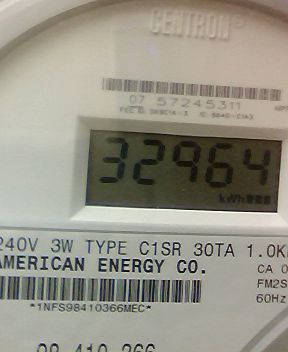 CENTRON®
07 57245311
32964
kWh
240V 3W TYPE C1SR 30TA 1.0K
AMERICAN ENERGY CO.
CA 0
FM2S
60Hz
*1NFS98410366MEC*
98 410 366